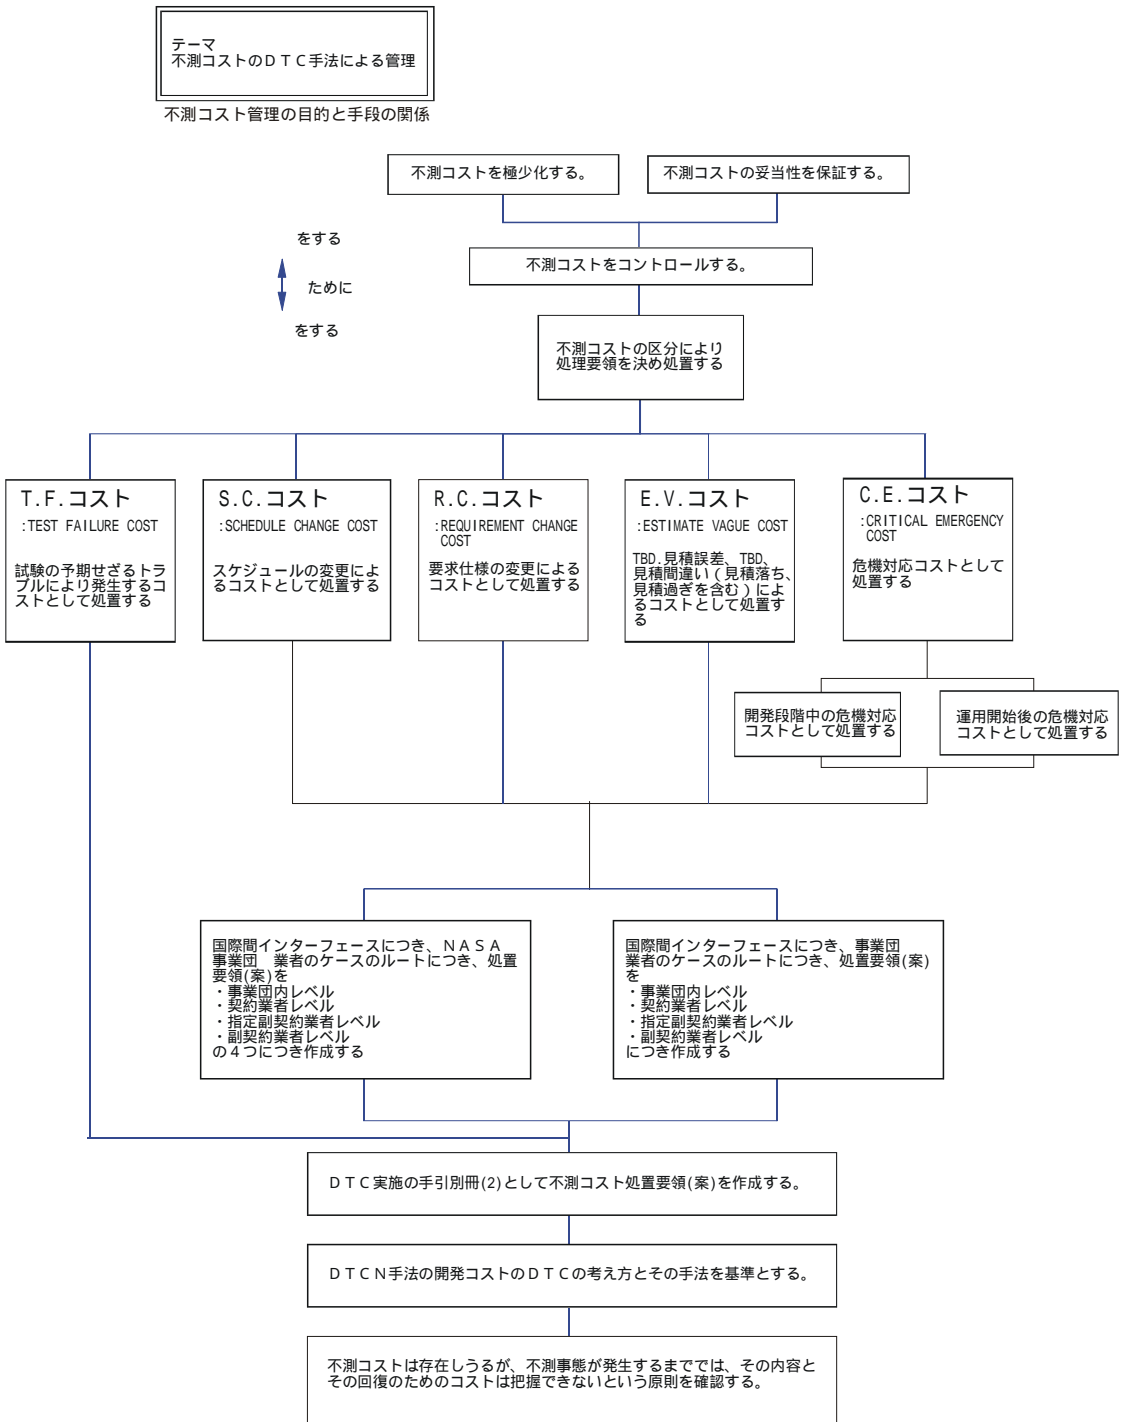 テーマ
不測コストのＤＴＣ手法による管理
不測コスト管理の目的と手段の関係
不測コストを極少化する。
不測コストの妥当性を保証する。
をする
ために
をする
不測コストをコントロールする。
不測コストの区分により
処理要領を決め処置する
T.F.コスト
:TEST FAILURE COST
試験の予期せざるトラ
ブルにより発生するコ
ストとして処置する
S.C.コスト
:SCHEDULE CHANGE COST
スケジュールの変更によ
るコストとして処置する
R.C.コスト
:REQUIREMENT CHANGE
COST
要求仕様の変更による
コストとして処置する
E.V.コスト
:ESTIMATE VAGUE COST
TBD.見積誤差、TBD、
見積間違い（見積落ち、
見積過ぎを含む）によ
るコストとして処置す
る
C.E.コスト
:CRITICAL EMERGENCY
COST
危機対応コストとして
処置する
開発段階中の危機対応
コストとして処置する
運用開始後の危機対応
コストとして処置する
国際間インターフェースにつき、ＮＡＳＡ
事業団　業者のケースのルートにつき、処置
要領(案)を
・事業団内レベル
・契約業者レベル
・指定副契約業者レベル
・副契約業者レベル
の４つにつき作成する
国際間インターフェースにつき、事業団
業者のケースのルートにつき、処置要領(案)
を
・事業団内レベル
・契約業者レベル
・指定副契約業者レベル
・副契約業者レベル
につき作成する
ＤＴＣ実施の手引別冊(2)として不測コスト処置要領(案)を作成する。
ＤＴＣＮ手法の開発コストのＤＴＣの考え方とその手法を基準とする。
不測コストは存在しうるが、不測事態が発生するまででは、その内容と
その回復のためのコストは把握できないという原則を確認する。